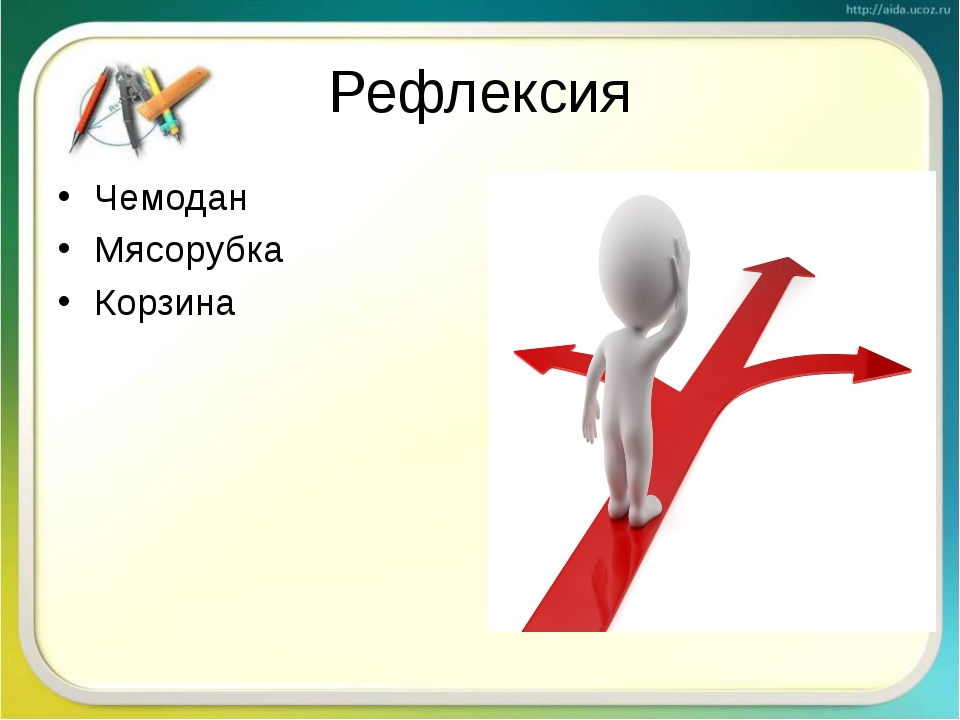 http://aida.ucoz.ru
Рефлексия
• Чемодан
• Мясорубка
• Корзина